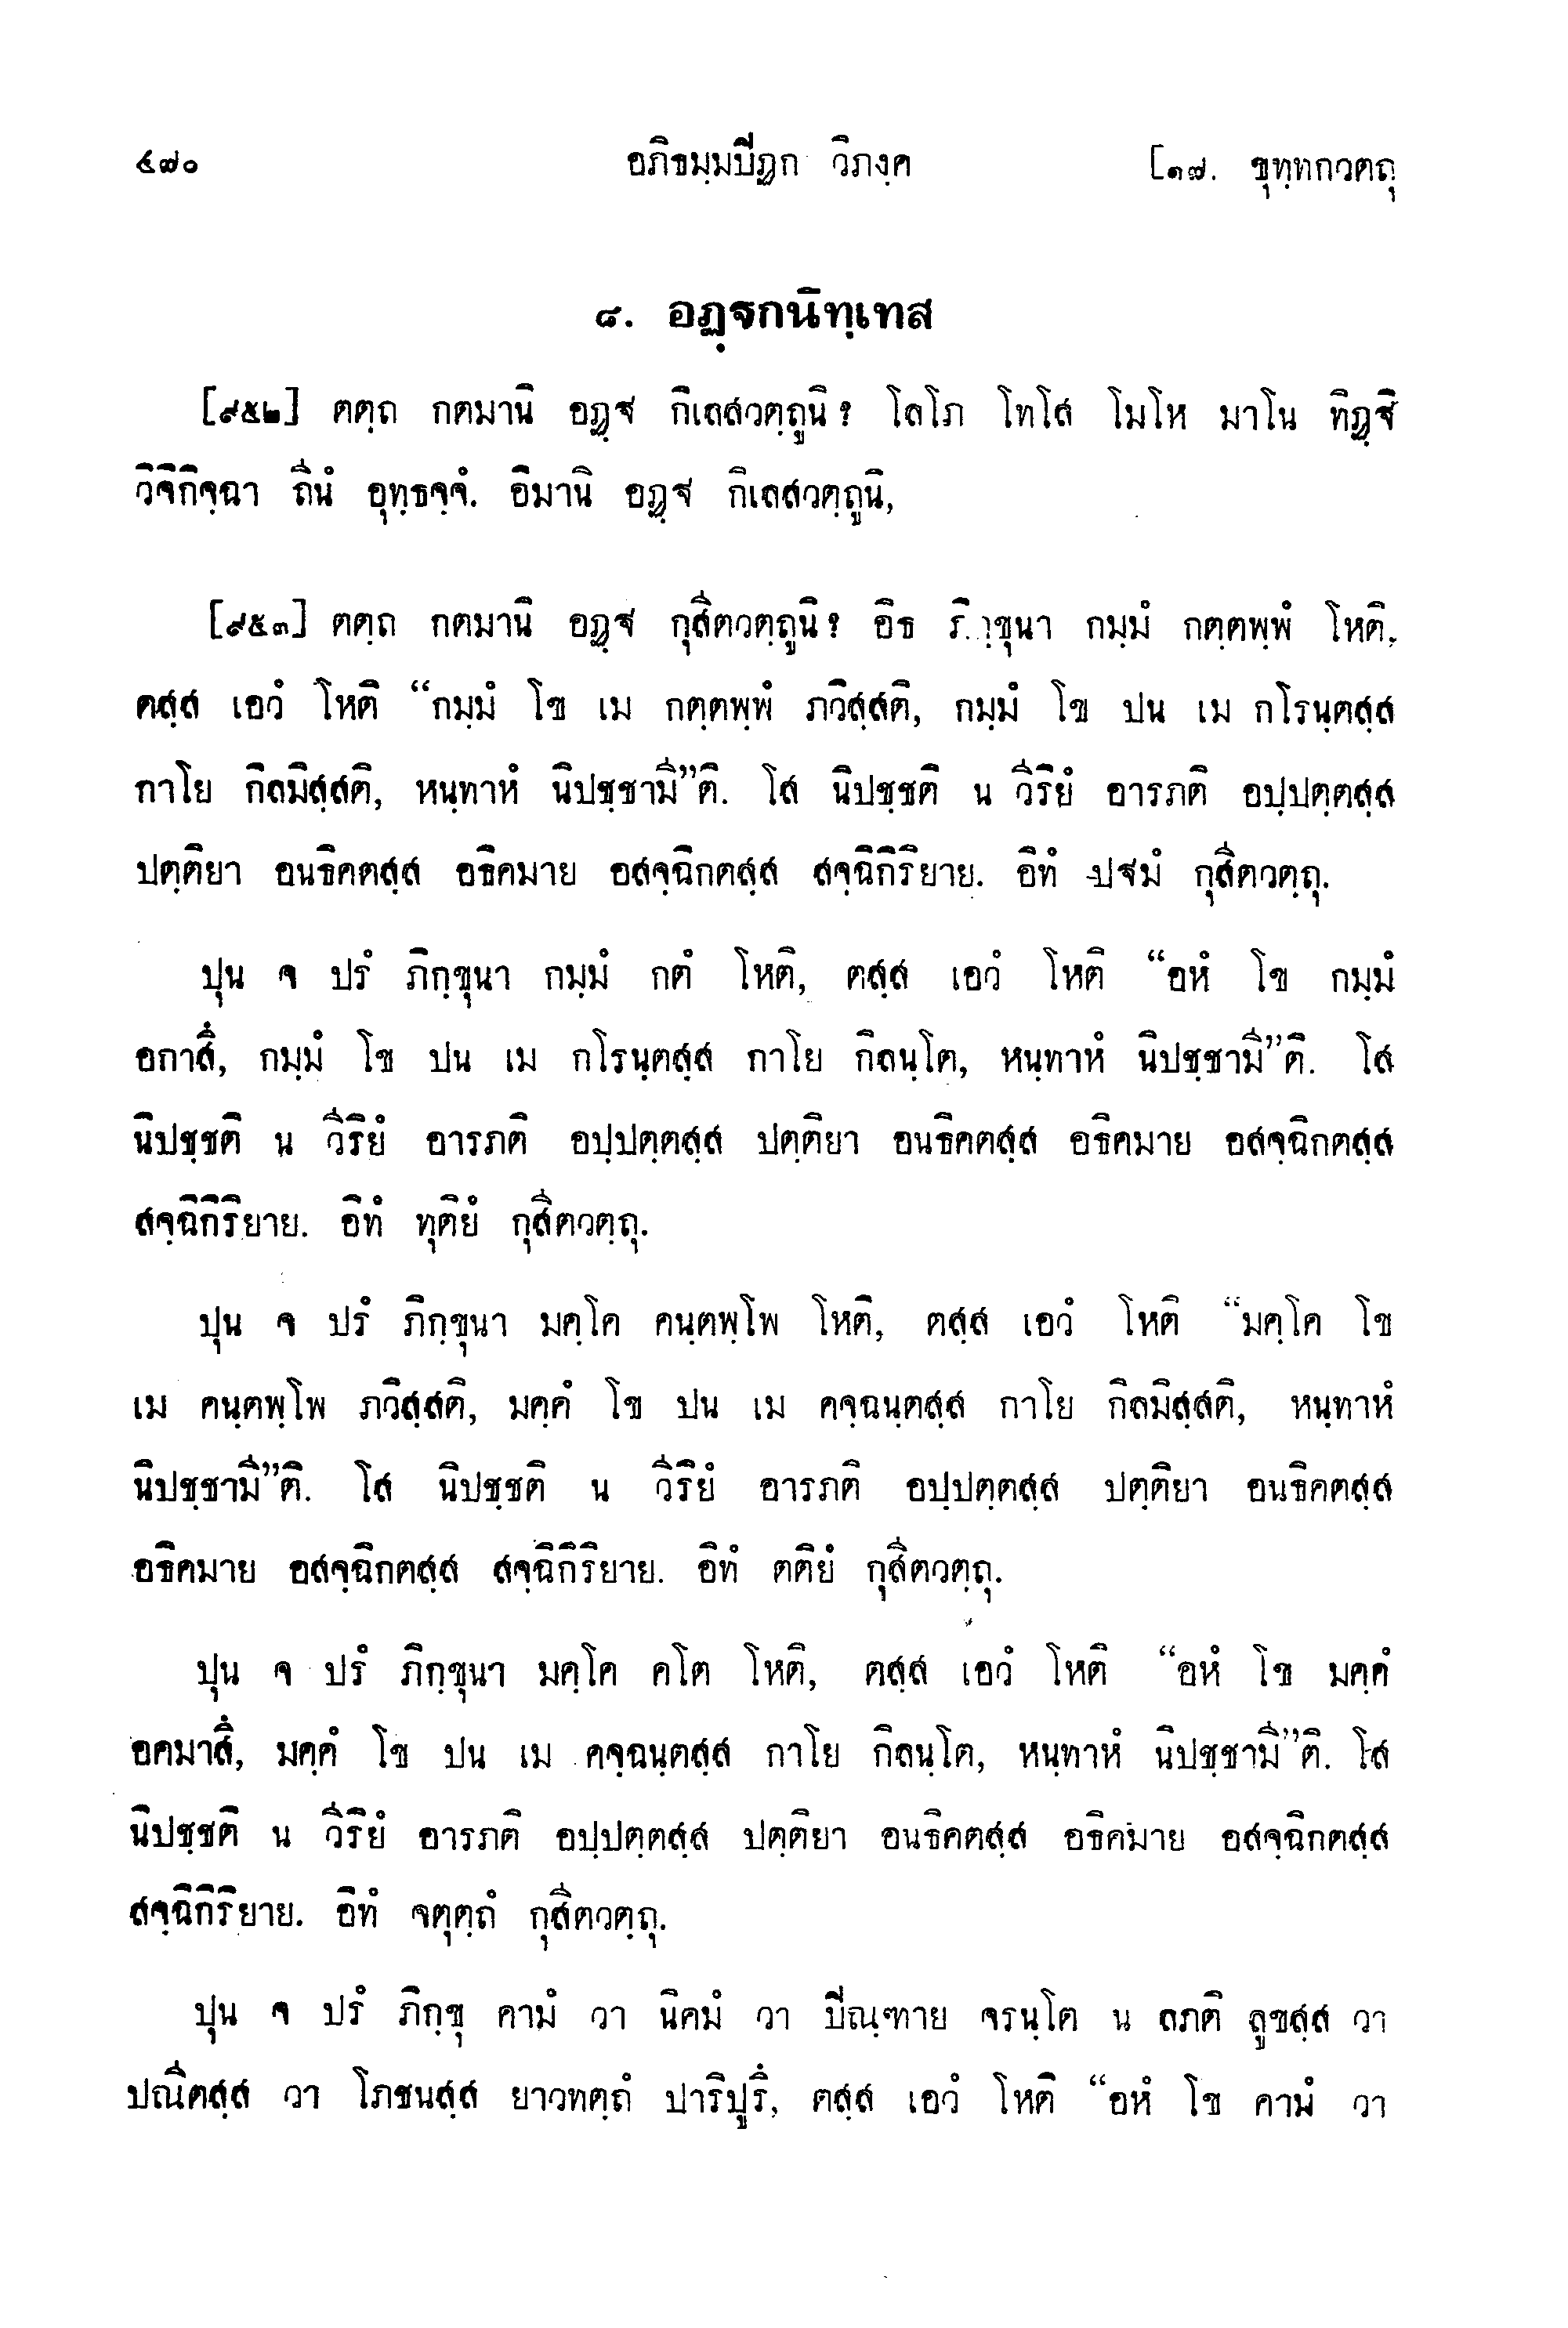 ๔๗๐ อภิธมฺมปิฏก วิภงฺค [๑๗. ขุทฺทกวตถุ
๘. อฏฺฐกนิทฺเทส
[๙๕๒] ตตฺถ กตมานิ อฏฺฐ กิเลสวตฺถูนิ? โลโภ โทโส โมโห มาโน ทิฏฺฐิ
วิจิกิจฺฉา ถีนํ อุทฺธจฺจํ. อิมานิ อฏฺฐ กิเลสวตฺถูนิ,
[๙๕๓] ตตฺถ กตมานิ อฏฺฐ กุสีตวตฺถูนิ? อิธ ภิกฺขุนา กมฺมํ กตฺตพฺพํ โหติ,
ตสฺส เอวํ โหติ “กมฺมํ โข เม กตฺตพฺพํ ภวิสฺสติ, กมฺมํ โข ปน เม กโรนฺตสฺส
กาโย กิลมิสฺสติ, หนฺทาหํ นิปชฺชามี”ติ. โส นิปชฺชติ น วีริยํ อารภติ อปฺปตฺตสฺส
ปตฺติยา อนธิคตสฺส อธิคมาย อสจฺฉิกตสฺส สจฺฉิกิริยาย. อิทํ ปฐมํ กุสีตวตฺถุ.
ปุน จ ปรํ ภิกฺขุนา กมฺมํ กตํ โหติ, ตสฺส เอวํ โหติ “อหํ โข กมฺมํ
อกาสึ, กมฺมํ โข ปน เม กโรนฺตสฺส กาโย กิลนฺโต, หนฺทาหํ นิปชฺชามี”ติ. โส
นิปชฺชติ น วีริยํ อารภติ อปฺปตฺตสฺส ปตฺติยา อนธิคตสฺส อธิคมาย อสจฺฉิกตสฺส
สจฺฉิกิริยาย. อิทํ ทุติยํ กุสีตวตฺถุ.
ปุน จ ปรํ ภิกฺขุนา มคฺโค คนฺตพฺโพ โหติ, ตสฺส เอวํ โหติ “มคฺโค โข
เม คนฺตพฺโพ ภวิสฺสติ, มคฺคํ โข ปน เม คจฺฉนฺตสฺส กาโย กิลมิสฺสติ, หนฺทาหํ
นิปชฺชามี”ติ. โส นิปชฺชติ น วีริยํ อารภติ อปฺปตฺตสฺส ปตฺติยา อนธิคตสฺส
อธิคมาย อสจฺฉิกตสฺส สจฺฉิกิริยาย. อิทํ ตติยํ กุสีตวตฺถุ.
ปุน จ ปรํ ภิกฺขุนา มคฺโค คโต โหติ, ตสฺส เอวํ โหติ “อหํ โข มคฺคํ
อคมาสึ, มคฺคํ โข ปน เม คจฺฉนฺตสฺส กาโย กิลนฺโต, หนฺทาหํ นิปชฺชามี”ติ. โส
นิปชฺชติ น วีริยํ อารภติ อปฺปตฺตสฺส ปตฺติยา อนธิคตสฺส อธิคมาย อสจฺฉิกตสฺส
สจฺฉิกิริยาย. อิทํ จตุตฺถํ กุสีตวตฺถุ.
ปุน จ ปรํ ภิกฺขุ คามํ วา นิคมํ วา ปิณฺฑาย จรนฺโต น ลภติ ลูขสฺส วา
ปณีตสฺส วา โภชนสฺส ยาวทตฺถํ ปาริปูรึ, ตสฺส เอวํ โหติ “อหํ โข คามํ วา